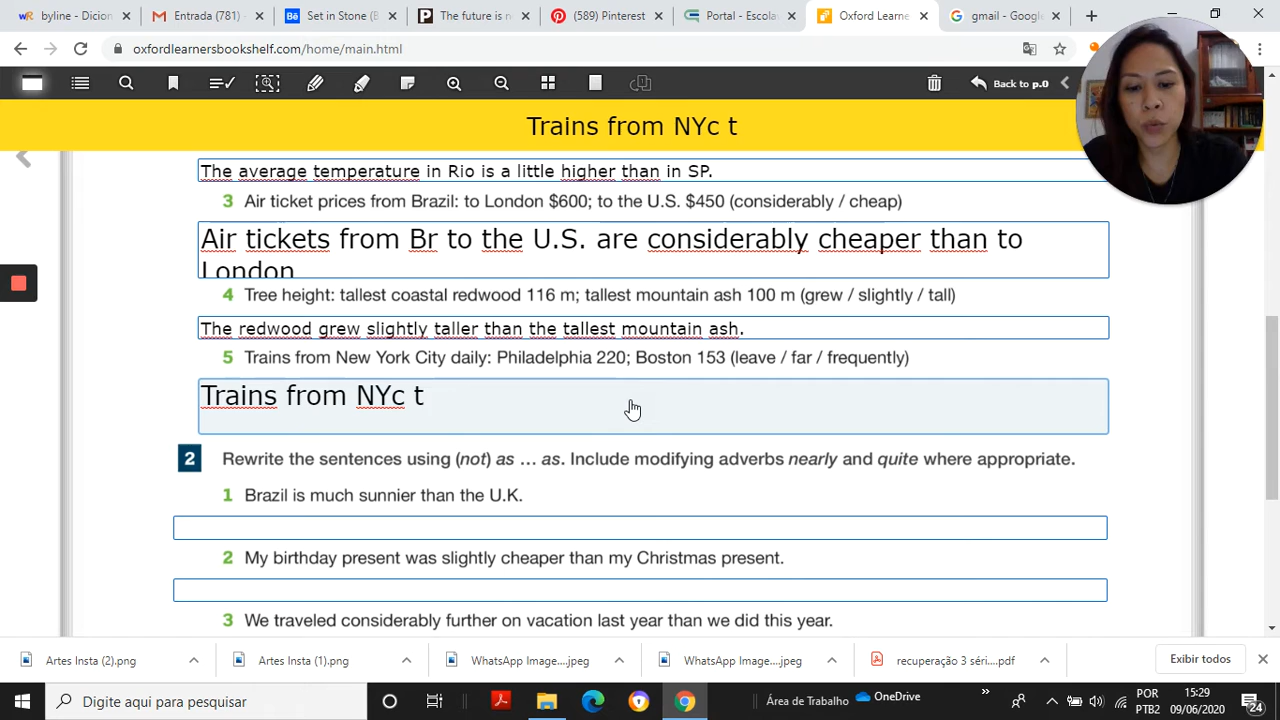 byline - Dicion
Entrada (781) -
Set in Stone (B
The future is n
(589) Pinterest
Portal - Escola
Oxford Learne
gmail - Google
oxfordlearnersbookshelf.com/home/main.html
Back to p.0
Trains from NYc t
The average temperature in Rio is a little higher than in SP.
3 Air ticket prices from Brazil: to London $600; to the U.S. $450 (considerably / cheap)
Air tickets from Br to the U.S. are considerably cheaper than to
London
4 Tree height: tallest coastal redwood 116 m; tallest mountain ash 100 m (grew / slightly / tall)
The redwood grew slightly taller than the tallest mountain ash.
5 Trains from New York City daily: Philadelphia 220; Boston 153 (leave / far / frequently)
Trains from NYc t
2 Rewrite the sentences using (not) as … as. Include modifying adverbs nearly and quite where appropriate.
1 Brazil is much sunnier than the U.K.
2 My birthday present was slightly cheaper than my Christmas present.
3 We traveled considerably further on vacation last year than we did this year.
Artes Insta (2).png
Artes Insta (1).png
WhatsApp Image....jpeg
WhatsApp Image....jpeg
recuperação 3 séri....pdf
Exibir todos
Digite aqui para pesquisar
Área de Trabalho
OneDrive
POR
PTB2
15:29
09/06/2020
24